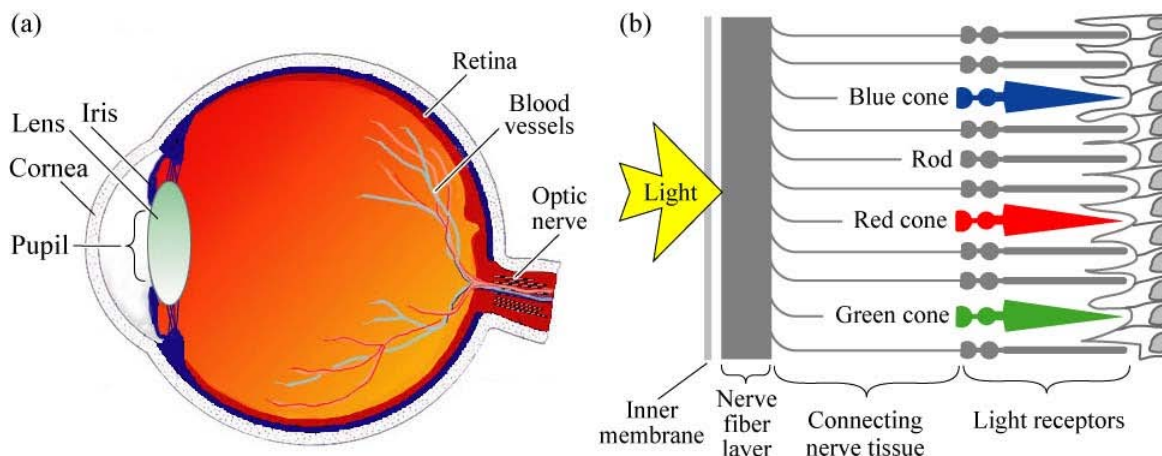 (a)
Retina
Blood
vessels
Iris
Lens
Cornea
Optic
nerve
Pupil
(b)
Blue cone
Rod
Light
Red cone
Green cone
Inner
membrane
Nerve
fiber
layer
Connecting
nerve tissue
Light receptors